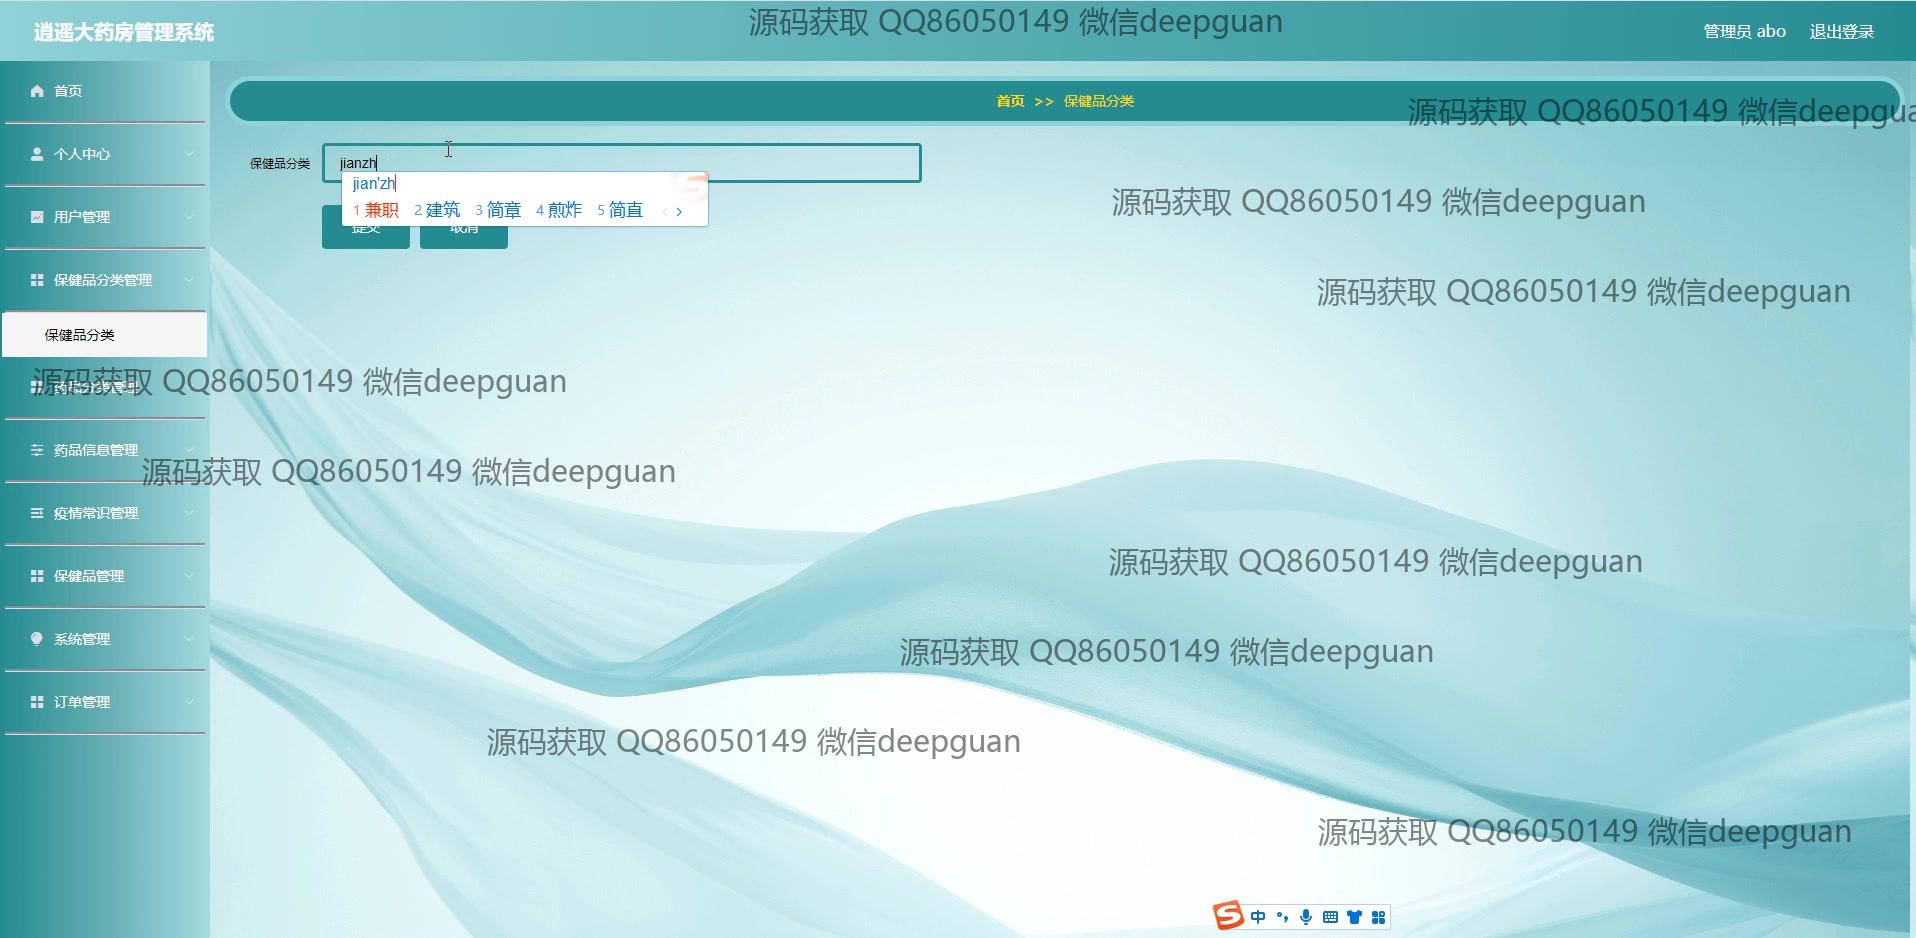 逍遥大药房管理系统
源码获取 QQ86050149 微信deepguan
管理员 abo
退出登录
首页
首页 >> 保健品分类
源码获取 QQ86050149 微信deepgua
个人中心
保健品分类
jianzh
jian'zh
1 兼职 2 建筑 3 简章 4 煎炸 5 简直
提交
取消
源码获取 QQ86050149 微信deepguan
用户管理
保健品分类管理
源码获取 QQ86050149 微信deepguan
保健品分类
药品分类管理
源码获取 QQ86050149 微信deepguan
药品信息管理
源码获取 QQ86050149 微信deepguan
疫情常识管理
源码获取 QQ86050149 微信deepguan
保健品管理
系统管理
源码获取 QQ86050149 微信deepguan
订单管理
源码获取 QQ86050149 微信deepguan
源码获取 QQ86050149 微信deepguan
中